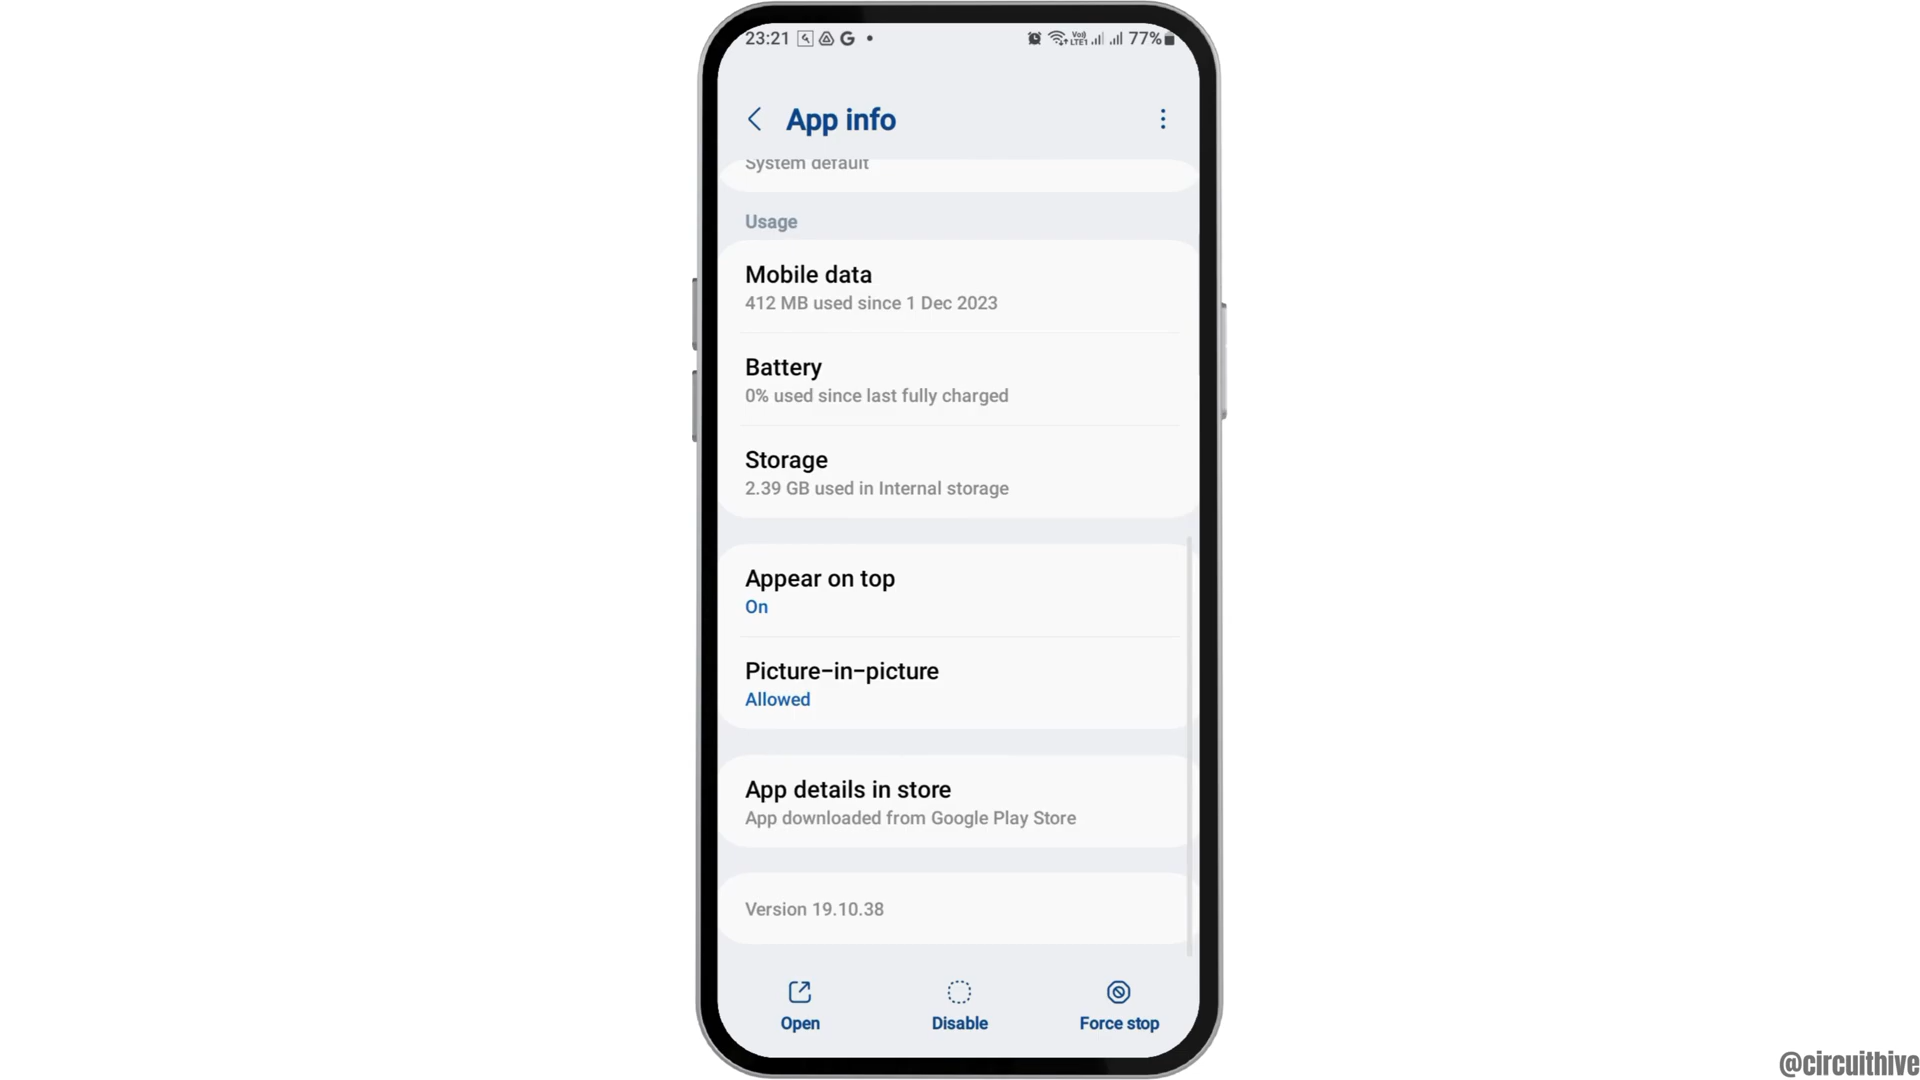 23:21
Vo)) LTE1 77%
App info
System default
Usage
Mobile data
412 MB used since 1 Dec 2023
Battery
0% used since last fully charged
Storage
2.39 GB used in Internal storage
Appear on top
On
Picture-in-picture
Allowed
App details in store
App downloaded from Google Play Store
Version 19.10.38
Open Disable Force stop
@circuithive